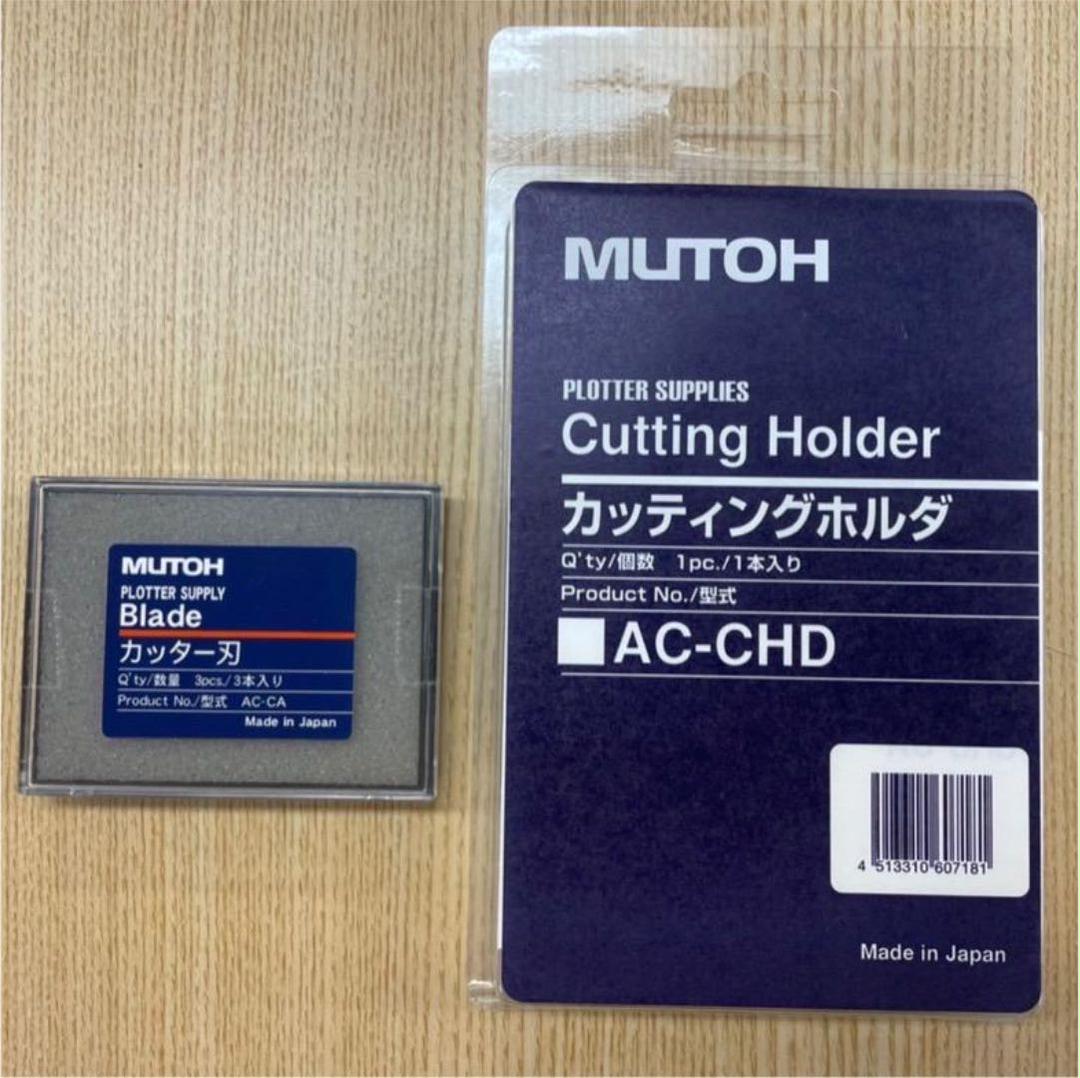 MUTOH
PLOTTER SUPPLY
Blade
カッター刃
Q'ty/数量 3pcs./3本入り
Product No./型式 AC-CA
Made in Japan
MUTOH
PLOTTER SUPPLIES
Cutting Holder
カッティングホルダ
Q'ty/個数 1pc./1本入り
Product No./型式
■AC-CHD
4 513310 607181
Made in Japan